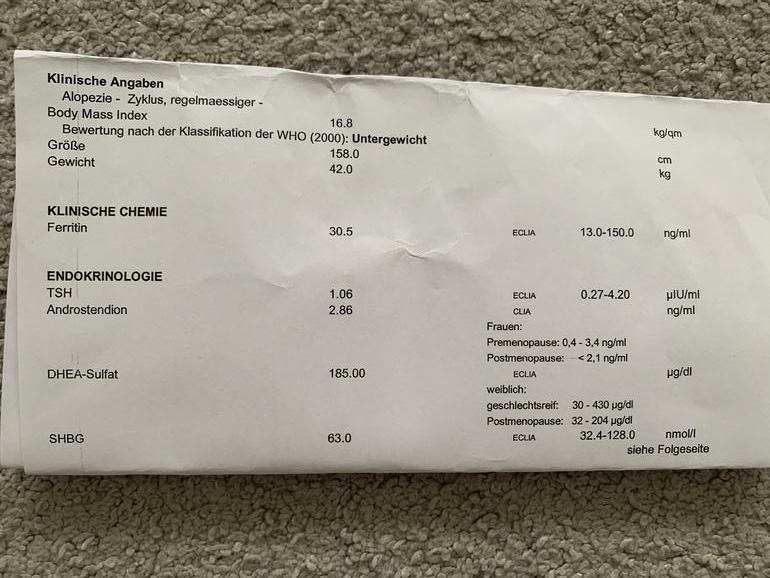 Klinische Angaben
Alopezie - Zyklus, regelmaessiger -
Body Mass Index 16.8 kg/qm
Bewertung nach der Klassifikation der WHO (2000): Untergewicht
Größe 158.0 cm
Gewicht 42.0 kg
KLINISCHE CHEMIE
Ferritin 30.5 ECLIA 13.0-150.0 ng/ml
ENDOKRINOLOGIE
TSH 1.06 ECLIA 0.27-4.20 µIU/ml
Androstendion 2.86 CLIA ng/ml
Frauen:
Premenopause: 0,4 - 3,4 ng/ml
Postmenopause: < 2,1 ng/ml
DHEA-Sulfat 185.00 ECLIA µg/dl
weiblich:
geschlechtsreif: 30 - 430 µg/dl
Postmenopause: 32 - 204 µg/dl
SHBG 63.0 ECLIA 32.4-128.0 nmol/l
siehe Folgeseite